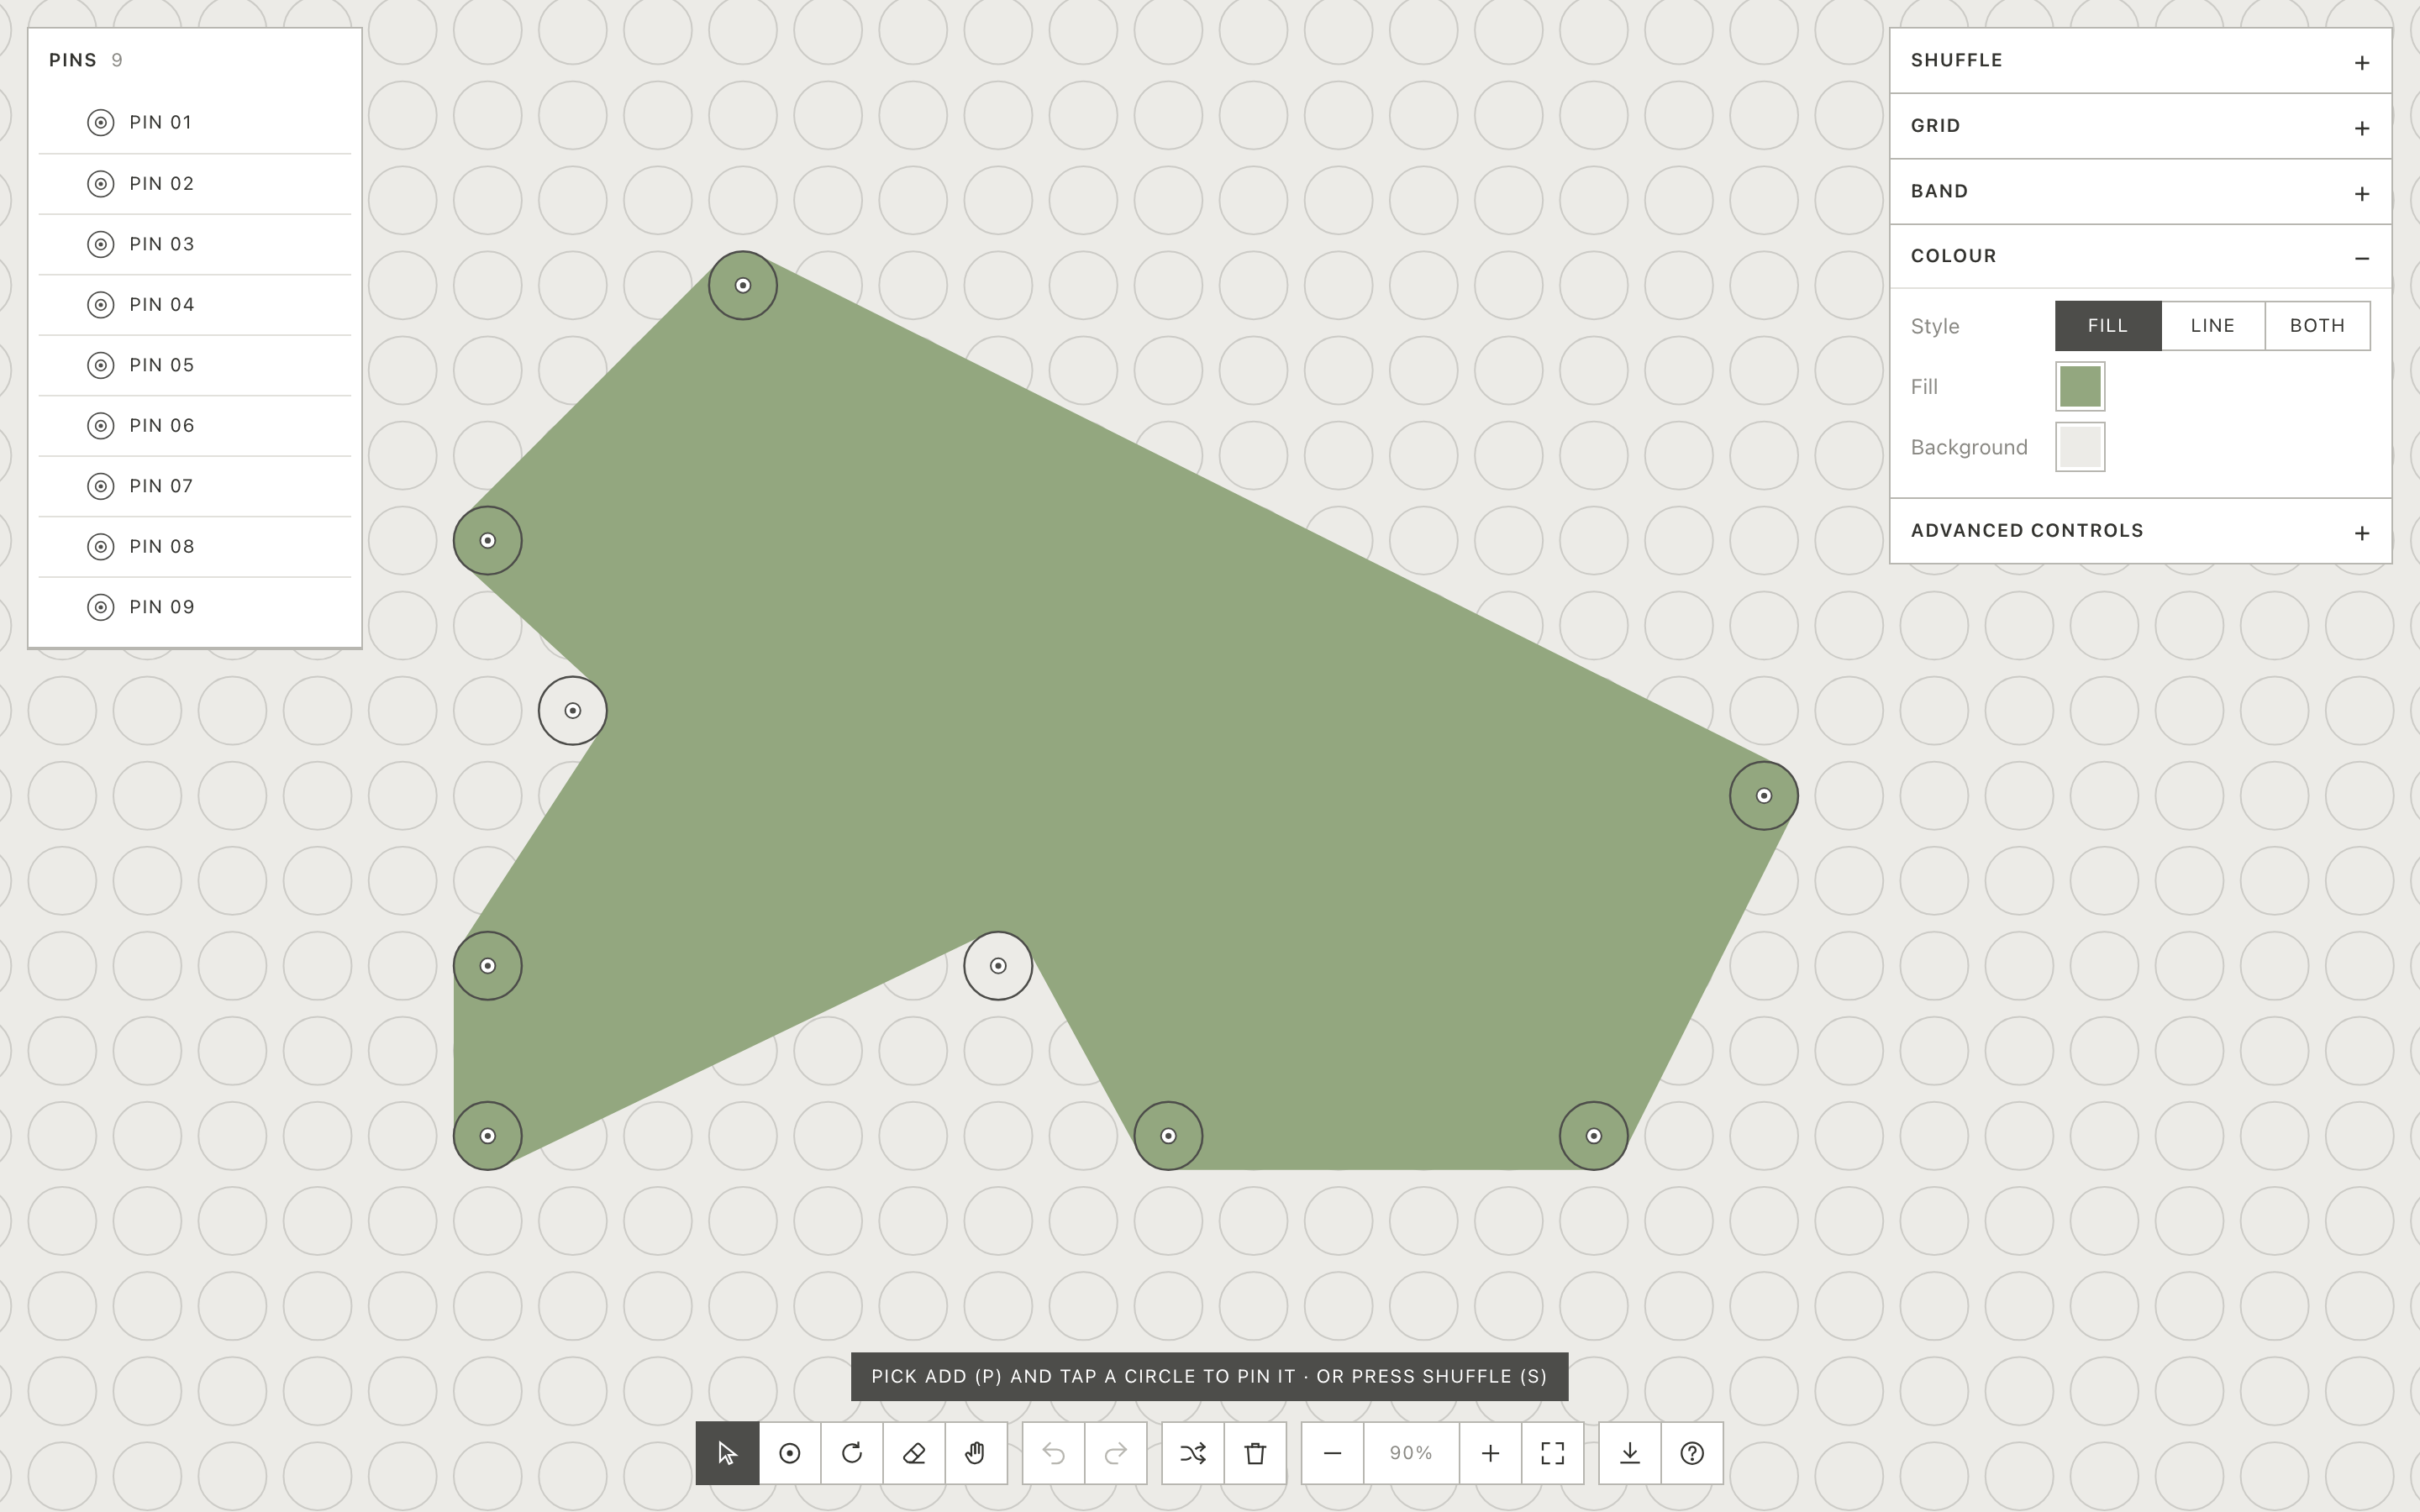 PINS 9
PIN 01
PIN 02
PIN 03
PIN 04
PIN 05
PIN 06
PIN 07
PIN 08
PIN 09
SHUFFLE +
GRID +
BAND +
COLOUR −
Style FILL LINE BOTH
Fill
Background
ADVANCED CONTROLS +
PICK ADD (P) AND TAP A CIRCLE TO PIN IT · OR PRESS SHUFFLE (S)
90%